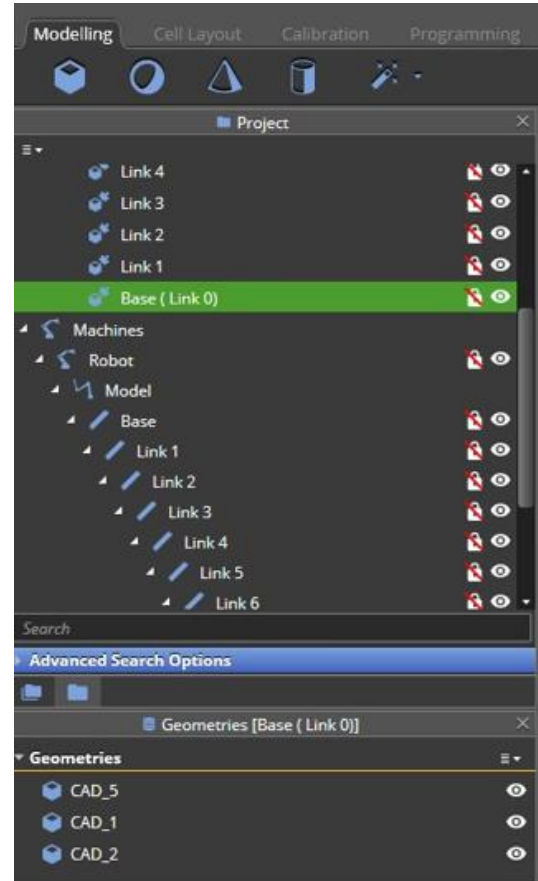 Modelling Cell Layout Calibration Programming
Project
Link 4
Link 3
Link 2
Link 1
Base ( Link 0)
Machines
Robot
Model
Base
Link 1
Link 2
Link 3
Link 4
Link 5
Link 6
Search
Advanced Search Options
Geometries [Base ( Link 0)]
Geometries
CAD_5
CAD_1
CAD_2